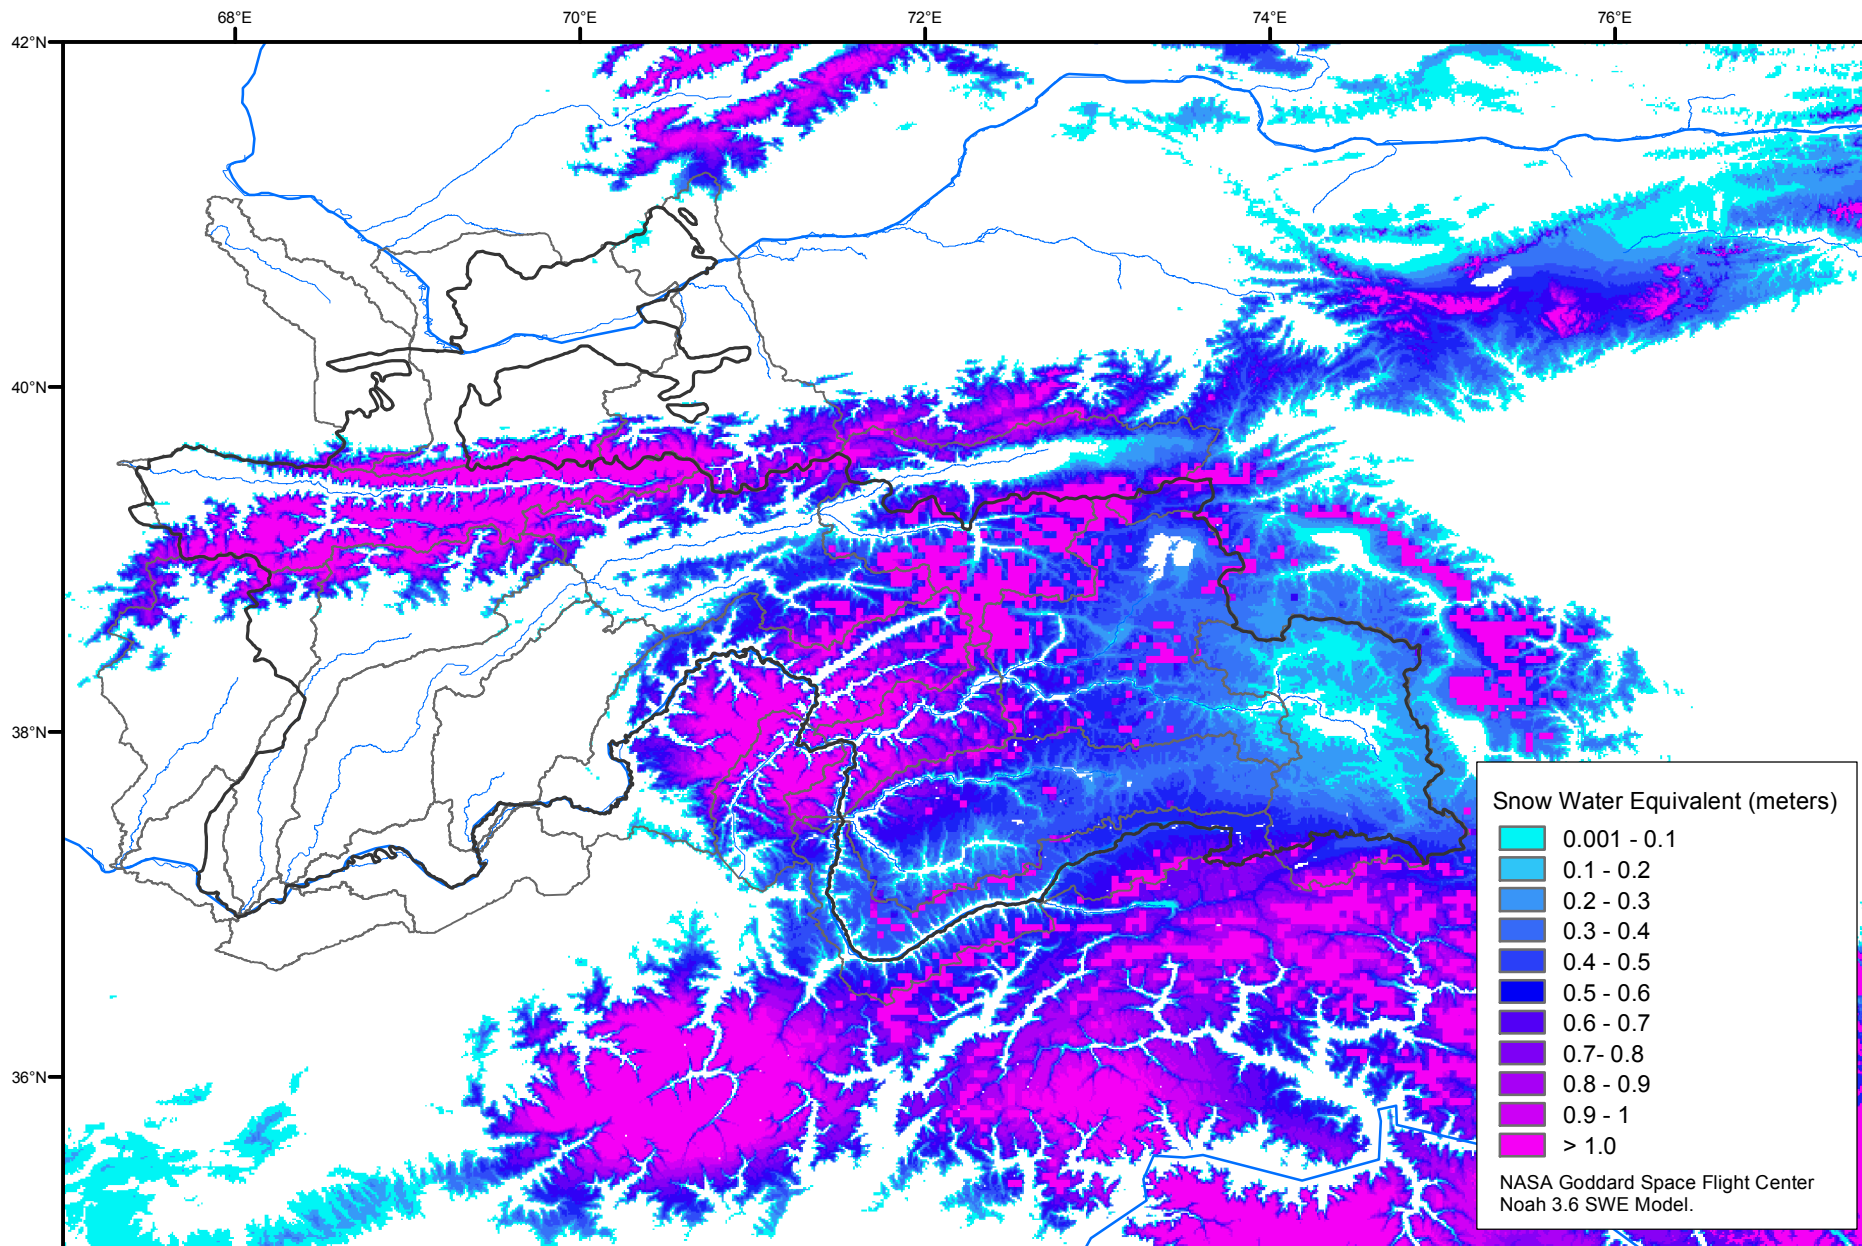 68°E
70°E
72°E
74°E
76°E
42°N
40°N
38°N
36°N
Snow Water Equivalent (meters)
0.001 - 0.1
0.1 - 0.2
0.2 - 0.3
0.3 - 0.4
0.4 - 0.5
0.5 - 0.6
0.6 - 0.7
0.7- 0.8
0.8 - 0.9
0.9 - 1
> 1.0
NASA Goddard Space Flight Center
Noah 3.6 SWE Model.